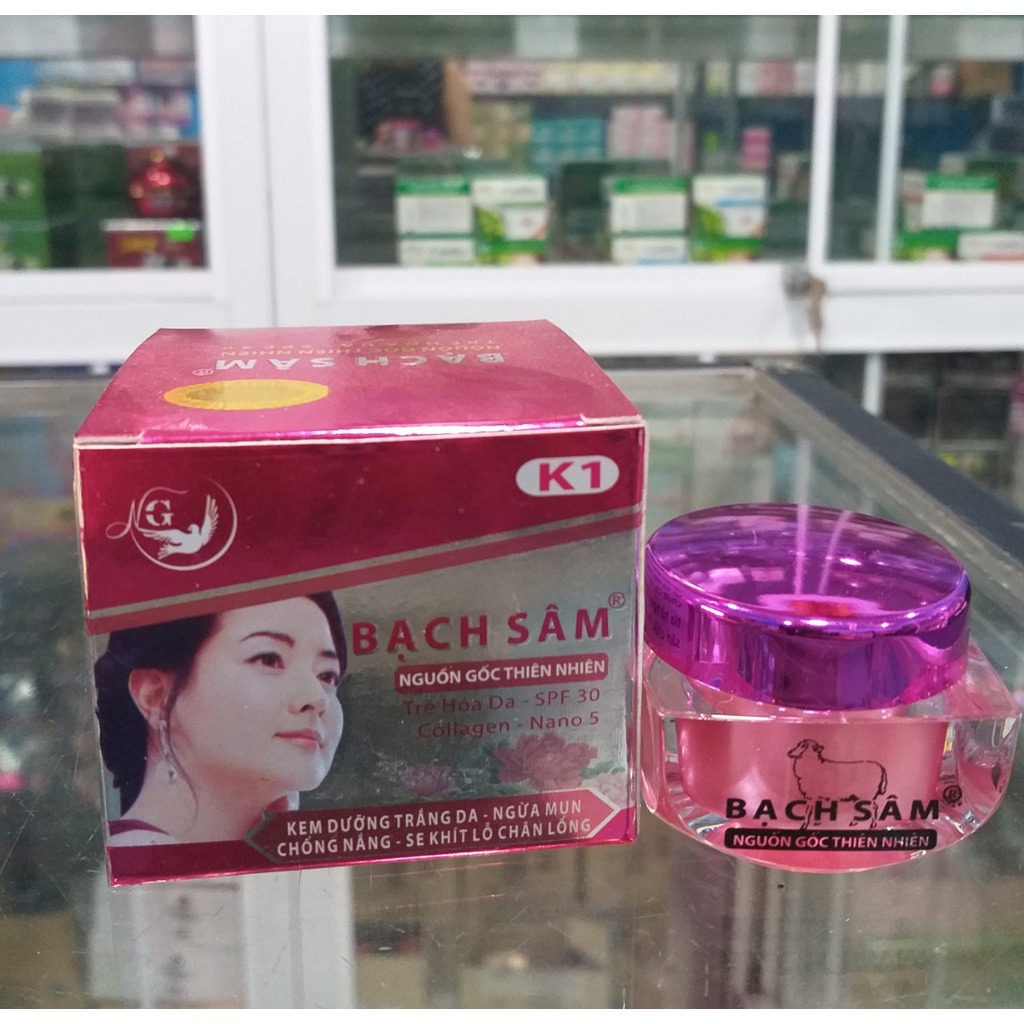 BẠCH SÂM®
K1
NG
BẠCH SÂM®
NGUỒN GỐC THIÊN NHIÊN
Trẻ Hóa Da - SPF 30
Collagen - Nano 5
KEM DƯỠNG TRẮNG DA - NGỪA MỤN
CHỐNG NẮNG - SE KHÍT LỖ CHÂN LÔNG
BẠCH SÂM®
NGUỒN GỐC THIÊN NHIÊN